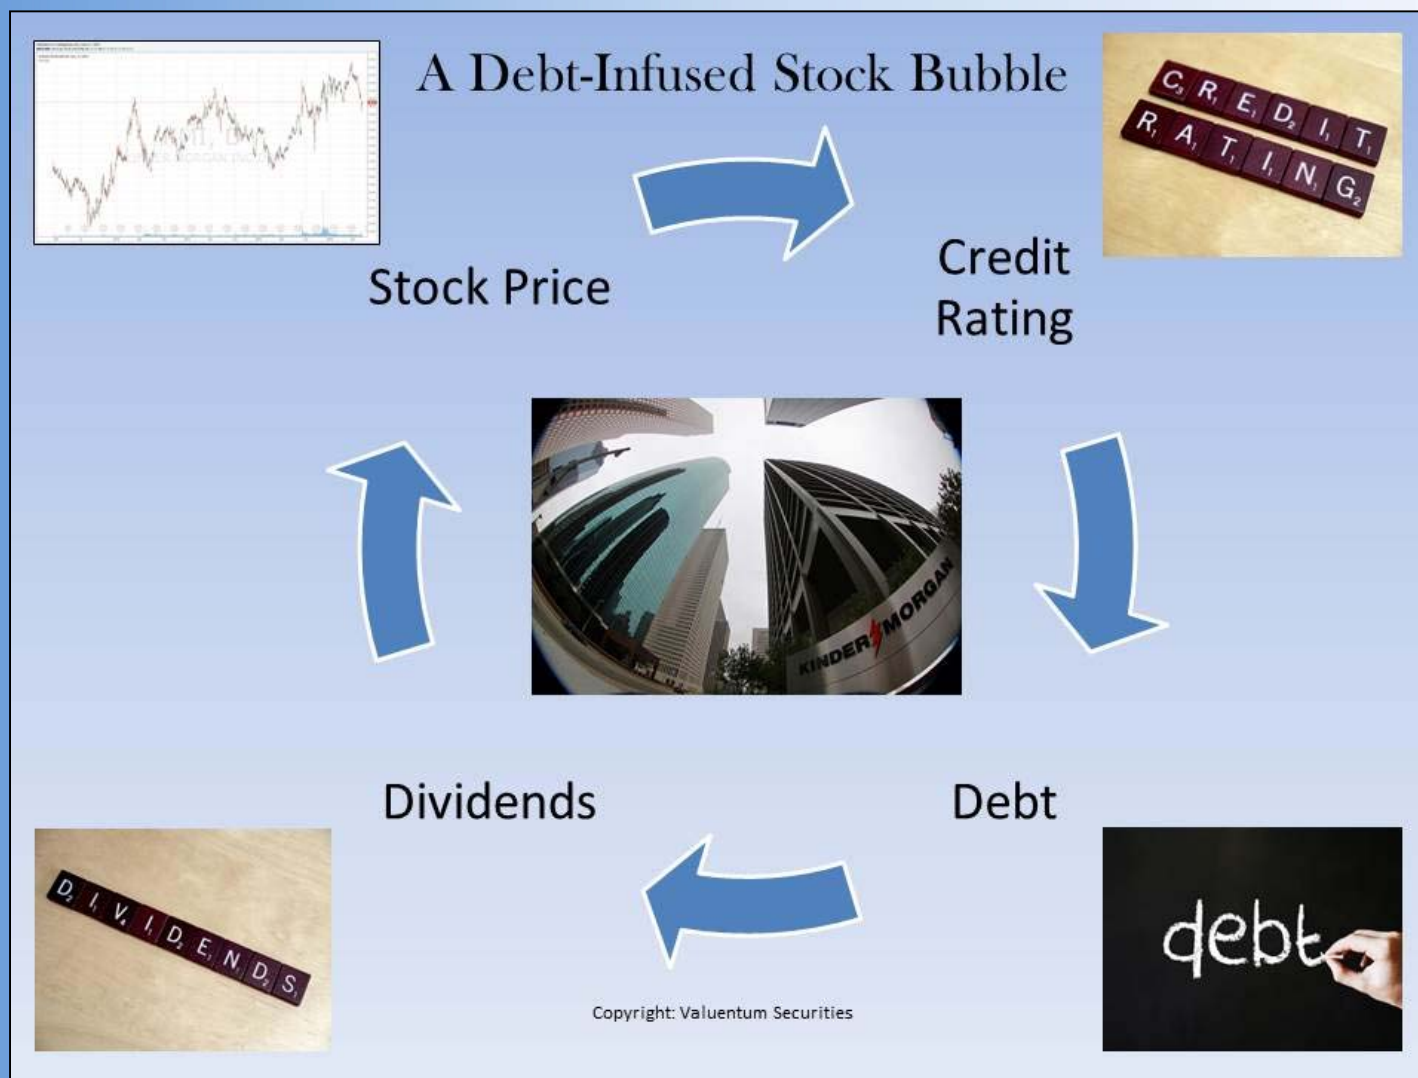 A Debt-Infused Stock Bubble
CREDIT
RATING
Stock Price
Credit
Rating
KINDER MORGAN
Dividends
Debt
DIVIDENDS
debt
Copyright: Valuentum Securities